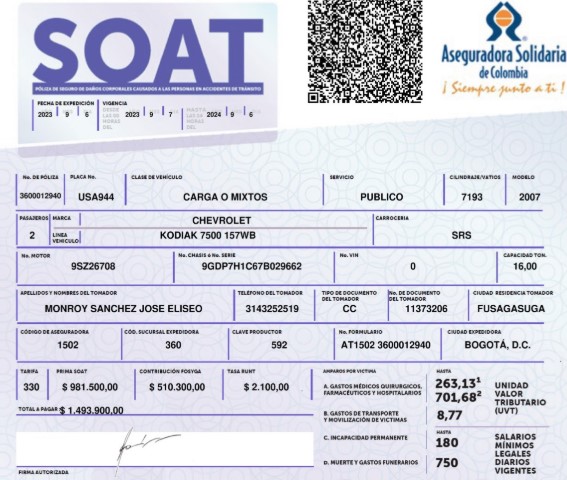 SOAT
PÓLIZA DE SEGURO DE DAÑOS CORPORALES CAUSADOS A LAS PERSONAS EN ACCIDENTES DE TRÁNSITO
FECHA DE EXPEDICIÓN VIGENCIA
2023 9 6 DESDE LAS 00 HORAS DEL 2023 9 7 HASTA LAS 24 HORAS DEL 2024 9 6
Aseguradora Solidaria
de Colombia
¡ Siempre junto a ti !
No. DE PÓLIZA PLACA No. CLASE DE VEHÍCULO SERVICIO CILINDRAJE/VATIOS MODELO
3600012940 USA944 CARGA O MIXTOS PUBLICO 7193 2007
PASAJEROS MARCA CHEVROLET CARROCERIA
2 LINEA VEHICULO KODIAK 7500 157WB SRS
No. MOTOR No. CHASIS ó No. SERIE No. VIN CAPACIDAD TON.
9SZ26708 9GDP7H1C67B029662 0 16,00
APELLIDOS Y NOMBRES DEL TOMADOR TELÉFONO DEL TOMADOR TIPO DE DOCUMENTO DEL TOMADOR No. DE DOCUMENTO DEL TOMADOR CIUDAD RESIDENCIA TOMADOR
MONROY SANCHEZ JOSE ELISEO 3143252519 CC 11373206 FUSAGASUGA
CÓDIGO DE ASEGURADORA CÓD. SUCURSAL EXPEDIDORA CLAVE PRODUCTOR No. FORMULARIO CIUDAD EXPEDIDORA
1502 360 592 AT1502 3600012940 BOGOTÁ, D.C.
TARIFA PRIMA SOAT CONTRIBUCIÓN FOSYGA TASA RUNT AMPAROS POR VICTIMA HASTA
330 $ 981.500,00 $ 510.300,00 $ 2.100,00
A. GASTOS MÉDICOS QUIRURGICOS, FARMACÉUTICOS Y HOSPITALARIOS 263,13¹ 701,68² UNIDAD VALOR TRIBUTARIO (UVT)
TOTAL A PAGAR $ 1.493.900,00
B. GASTOS DE TRANSPORTE Y MOVILIZACIÓN DE VICTIMAS 8,77
C. INCAPACIDAD PERMANENTE HASTA 180 SALARIOS MÍNIMOS LEGALES DIARIOS VIGENTES
D. MUERTE Y GASTOS FUNERARIOS 750
FIRMA AUTORIZADA